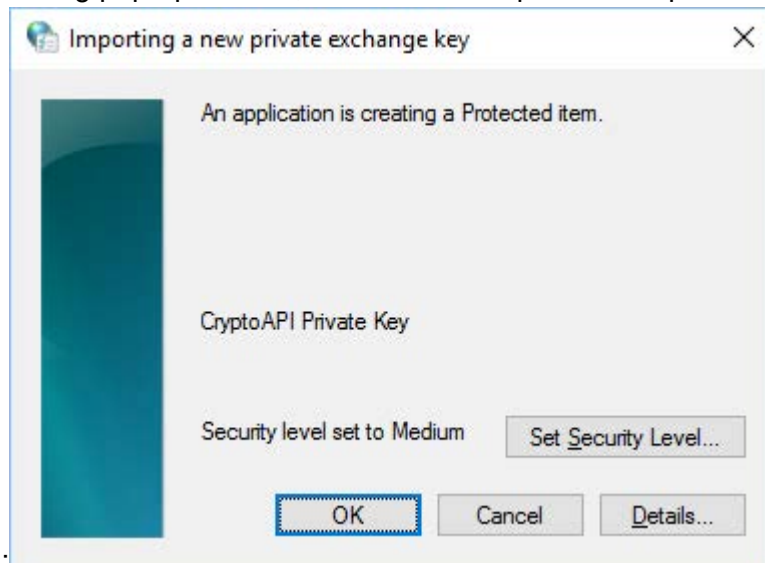 Importing a new private exchange key
An application is creating a Protected item.
CryptoAPI Private Key
Security level set to Medium
Set Security Level...
OK
Cancel
Details...
.